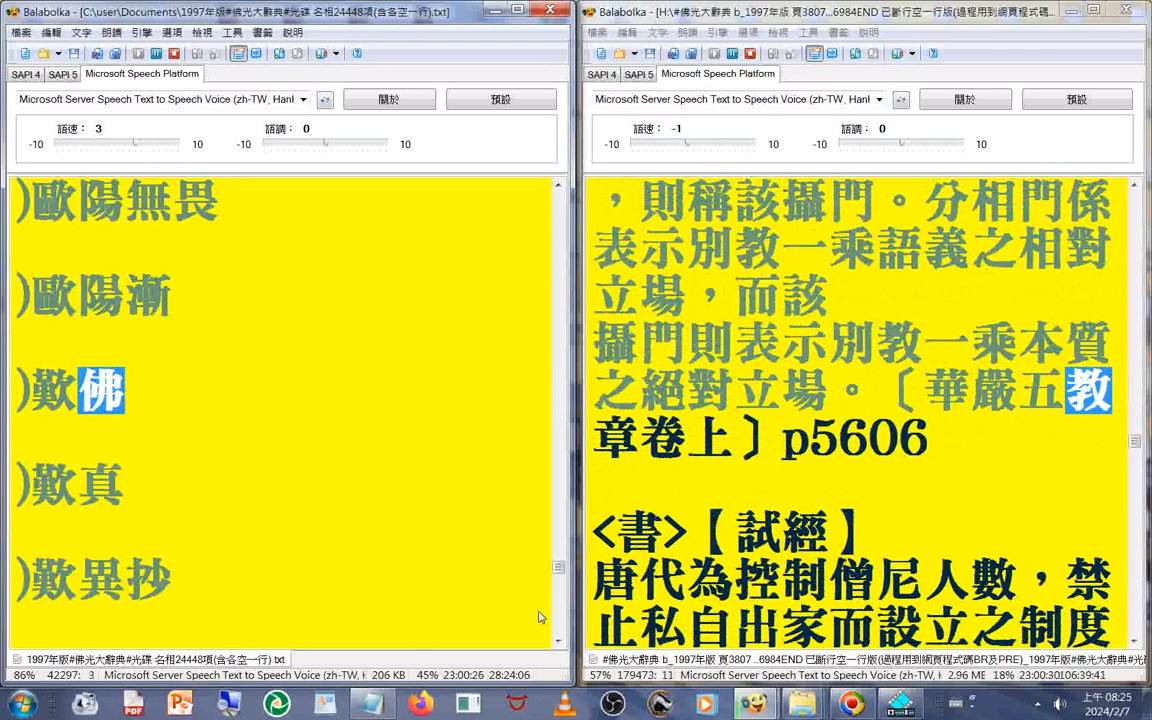 Balabolka - [C:\user\Documents\1997年版#佛光大辭典#光碟 名相24448項(含各空一行).txt]
檔案 編輯 文字 朗讀 引擎 選項 檢視 工具 書籤 說明
SAPI 4 SAPI 5 Microsoft Speech Platform
Microsoft Server Speech Text to Speech Voice (zh-TW, HanH
關於 預設
語速： 3 語調： 0
-10 10 -10 10
)歐陽無畏
)歐陽漸
)歎佛
)歎真
)歎異抄
1997年版#佛光大辭典#光碟 名相24448項(含各空一行).txt
86% 42297: 3 Microsoft Server Speech Text to Speech Voice (zh-TW, H 206 KB 45% 23:00:26 28:24:06
Balabolka - [H:\#佛光大辭典 b_1997年版 頁3807...6984END 已斷行空一行版(過程用到網頁程式碼...
檔案 編輯 文字 朗讀 引擎 選項 檢視 工具 書籤 說明
SAPI 4 SAPI 5 Microsoft Speech Platform
Microsoft Server Speech Text to Speech Voice (zh-TW, HanH
關於 預設
語速： -1 語調： 0
-10 10 -10 10
，則稱該攝門。分相門係
表示別教一乘語義之相對
立場，而該
攝門則表示別教一乘本質
之絕對立場。〔華嚴五教
章卷上〕p5606
<書>【試經】
唐代為控制僧尼人數，禁
止私自出家而設立之制度
#佛光大辭典 b_1997年版 頁3807...6984END 已斷行空一行版(過程用到網頁程式碼BR及PRE)_1997年版#光
57% 179473: 11 Microsoft Server Speech Text to Speech Voice (zh-TW, H 2.96 ME 18% 23:00:03 106:39:41
PDF
上午 08:25
2024/2/7